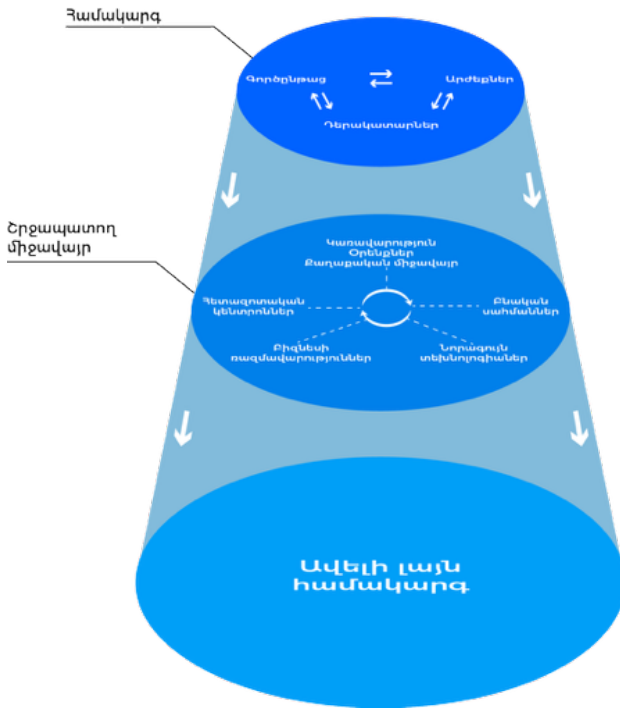 Համակարգ
Գործընթաց
Արժեքներ
Դերակատարներ
Շրջապատող
միջավայր
Կառավարություն
Օրենքներ
Քաղաքական միջավայր
Հետազոտական
կենտրոններ
Բնական
սահմաններ
Բիզնեսի
ռազմավարություններ
Նորագույն
տեխնոլոգիաներ
Ավելի լայն
համակարգ